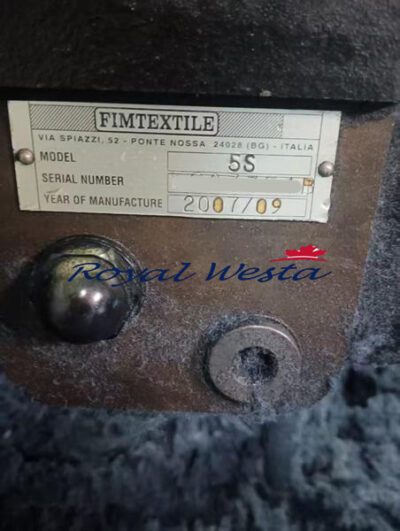 FIMTEXTILE
VIA SPIAZZI, 52 - PONTE NOSSA 24028 (BG) - ITALIA
MODEL 5S
SERIAL NUMBER
YEAR OF MANUFACTURE 2007/09
Royal Westa